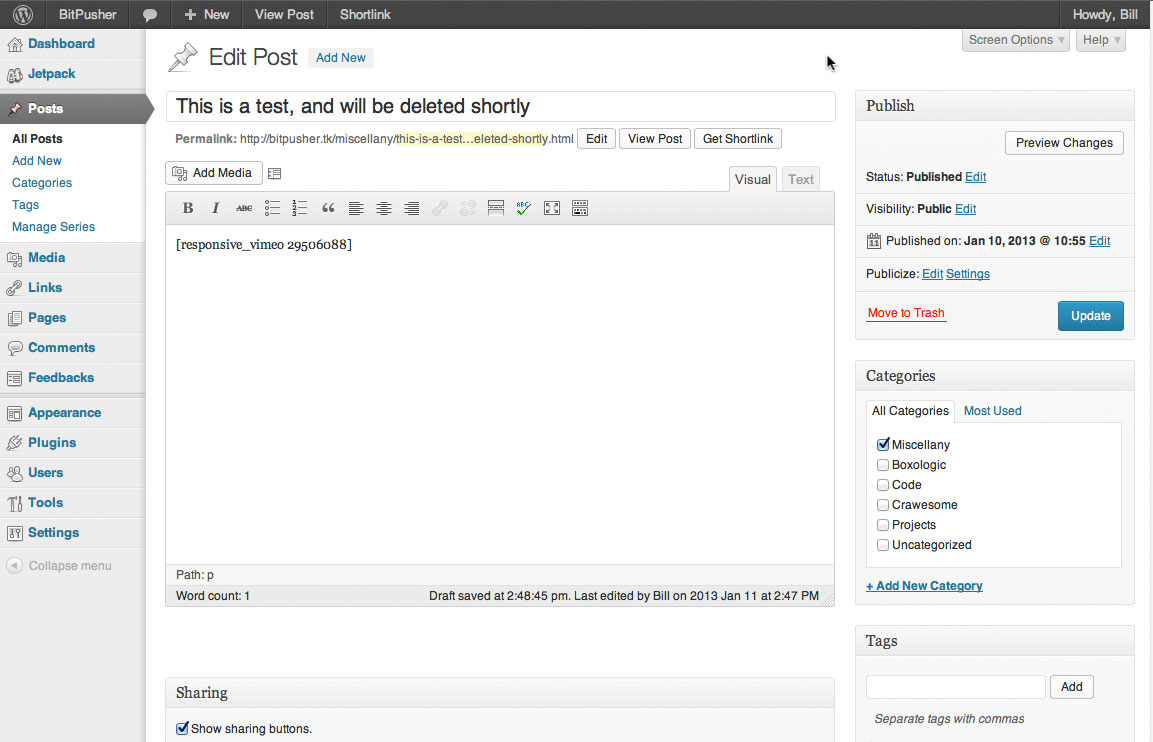 BitPusher + New View Post Shortlink Howdy, Bill
Dashboard
Jetpack
Posts
All Posts
Add New
Categories
Tags
Manage Series
Media
Links
Pages
Comments
Feedbacks
Appearance
Plugins
Users
Tools
Settings
Collapse menu
Screen Options Help
Edit Post Add New
This is a test, and will be deleted shortly
Permalink: http://bitpusher.tk/miscellany/this-is-a-test…eleted-shortly.html Edit View Post Get Shortlink
Add Media Visual Text
B I ABC ABC
[responsive_vimeo 29506088]
Path: p
Word count: 1 Draft saved at 2:48:45 pm. Last edited by Bill on 2013 Jan 11 at 2:47 PM
Sharing
Show sharing buttons.
Publish
Preview Changes
Status: Published Edit
Visibility: Public Edit
11 Published on: Jan 10, 2013 @ 10:55 Edit
Publicize: Edit Settings
Move to Trash Update
Categories
All Categories Most Used
Miscellany
Boxologic
Code
Crawesome
Projects
Uncategorized
+ Add New Category
Tags
Add
Separate tags with commas